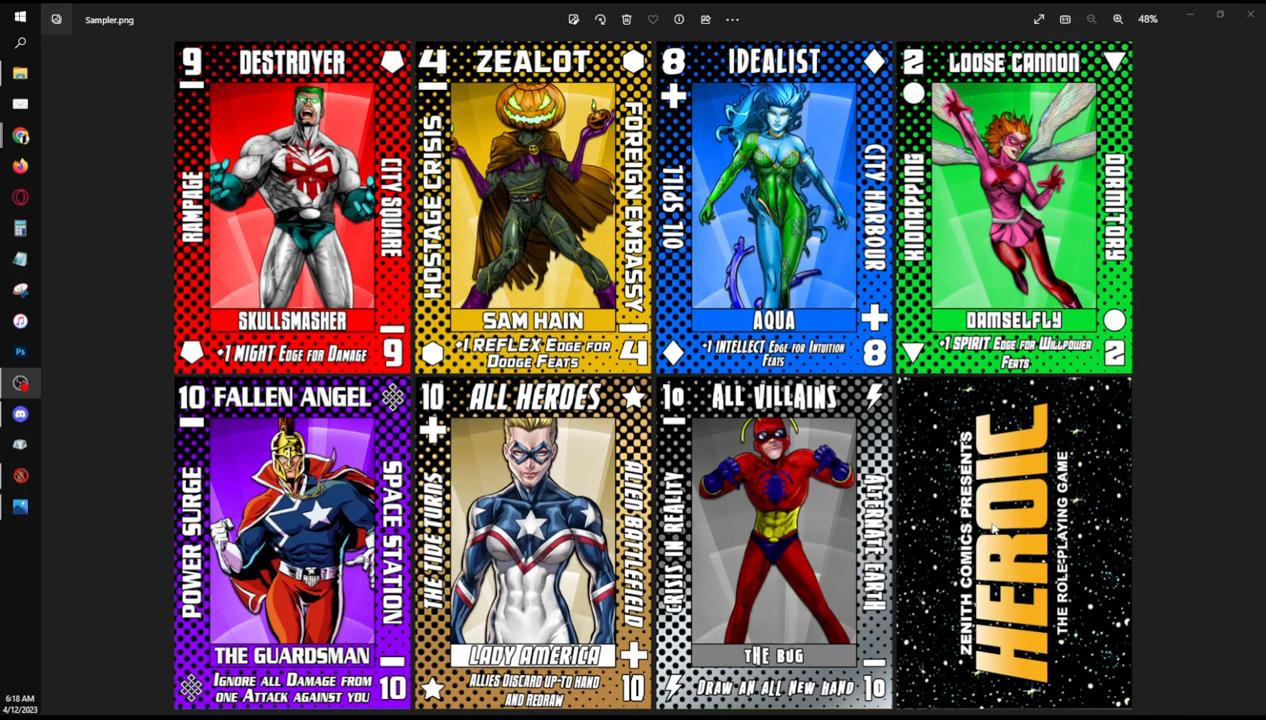 Sampler.png
48%
9
DESTROYER
RAMPAGE
CITY SQUARE
SKULLSMASHER
+1 MIGHT EDGE FOR DAMAGE
9
4
ZEALOT
HOSTAGE CRISIS
FOREIGN EMBASSY
SAM HAIN
+1 REFLEX EDGE FOR
DODGE FEATS
4
8
IDEALIST
CITY HARBOUR
AQUA
+1 INTELLECT EDGE FOR INTUITION
FEATS
8
2
LOOSE CANNON
KIDNAPPING
DORMITORY
DAMSELFLY
+1 SPIRIT EDGE FOR WILLPOWER
FEATS
2
10
FALLEN ANGEL
POWER SURGE
SPACE STATION
THE GUARDSMAN
IGNORE ALL DAMAGE FROM
ONE ATTACK AGAINST YOU
10
10
ALL HEROES
THE TIDE TURNS
ALIEN BATTLEFIELD
LADY AMERICA
ALLIES DISCARD UP-TO HAND
AND REDRAW
10
10
ALL VILLAINS
CRISIS IN REALITY
ALTERNATE EARTH
THE BUG
DRAW AN ALL NEW HAND
10
ZENITH COMICS PRESENTS
HEROIC
THE ROLE-PLAYING GAME
Ps
6:18 AM
4/12/2023